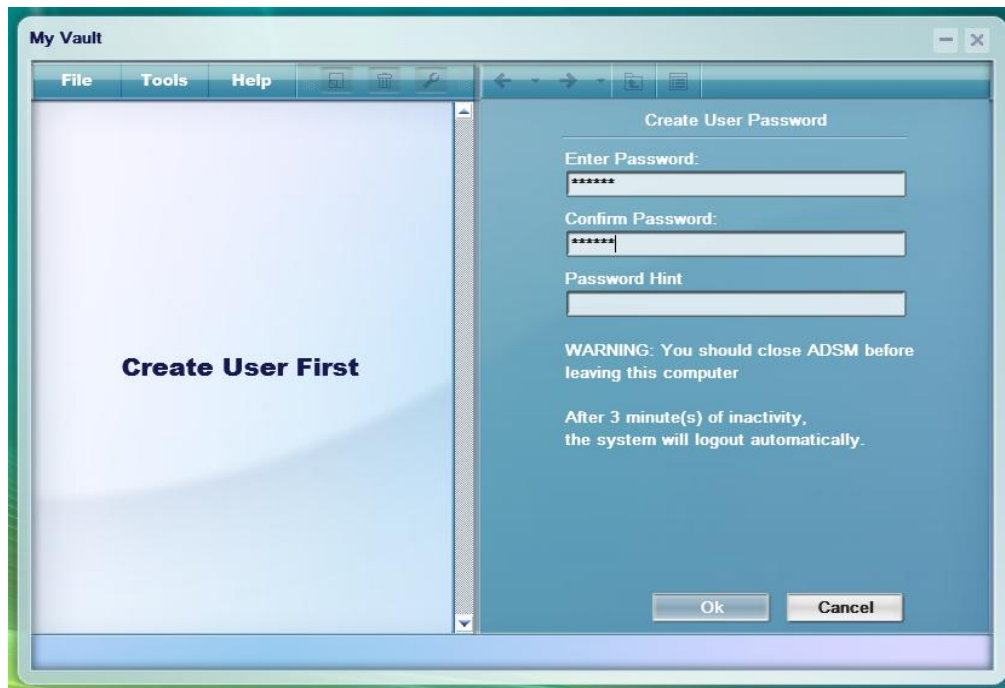 My Vault
File Tools Help
Create User First
Create User Password
Enter Password:
******
Confirm Password:
******
Password Hint
WARNING: You should close ADSM before
leaving this computer
After 3 minute(s) of inactivity,
the system will logout automatically.
Ok Cancel